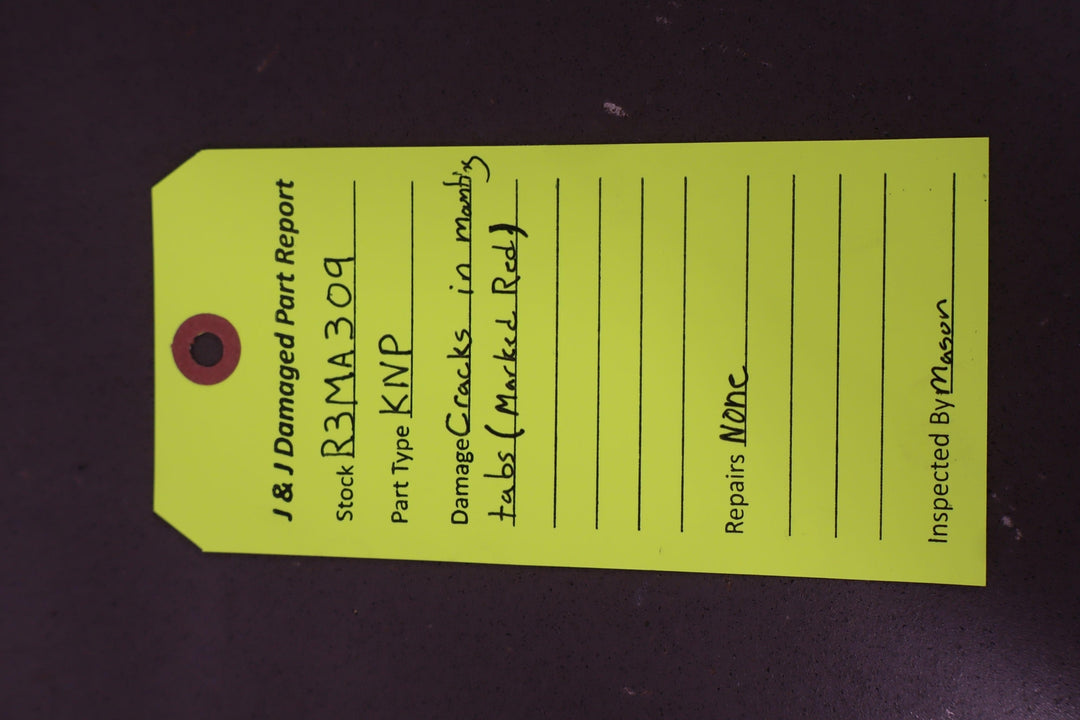 J & J Damaged Part Report
Stock R3MA309
Part Type KNP
Damage Cracks in
tabs (Marked Red)
Repairs None
Inspected By Mason